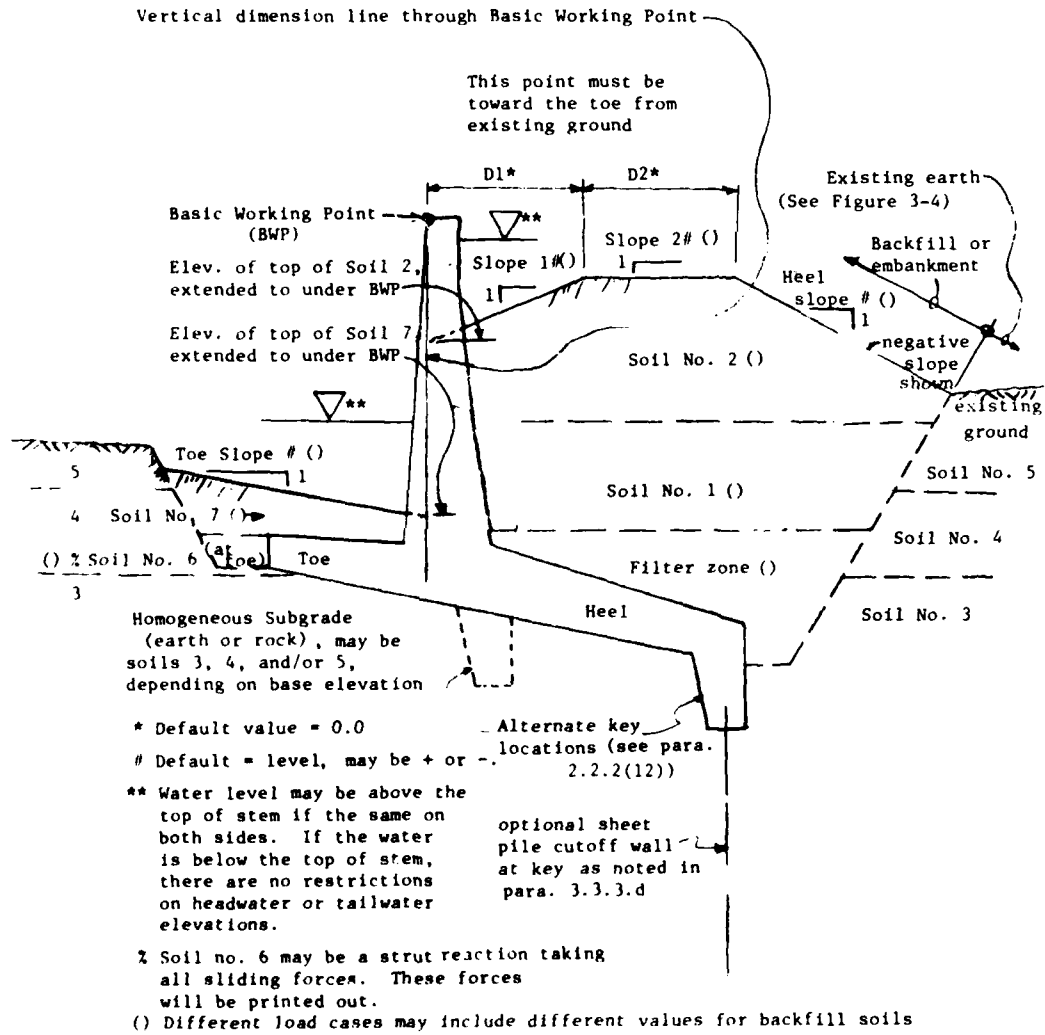 Vertical dimension line through Basic Working Point
This point must be
toward the toe from
existing ground
D1*
D2*
Existing earth
(See Figure 3-4)
Basic Working Point
(BWP)
**
Slope 2# ()
1
Backfill or
embankment
Elev. of top of Soil 2,
extended to under BWP
Slope 1#()
1
Heel
slope # ()
1
Elev. of top of Soil 7,
extended to under BWP
Soil No. 2 ()
negative
slope
shown
**
existing
ground
Toe Slope # ()
1
5
Soil No. 1 ()
Soil No. 5
4
Soil No. 7 ()
Soil No. 4
() % Soil No. 6
(at toe)
Toe
Filter zone ()
3
Heel
Soil No. 3
Homogeneous Subgrade
(earth or rock), may be
soils 3, 4, and/or 5,
depending on base elevation
* Default value = 0.0
# Default = level, may be + or -.
Alternate key
locations (see para.
2.2.2(12))
** Water level may be above the
top of stem if the same on
both sides. If the water
is below the top of stem,
there are no restrictions
on headwater or tailwater
elevations.
optional sheet
pile cutoff wall
at key as noted in
para. 3.3.3.d
% Soil no. 6 may be a strut reaction taking
all sliding forces. These forces
will be printed out.
() Different load cases may include different values for backfill soils